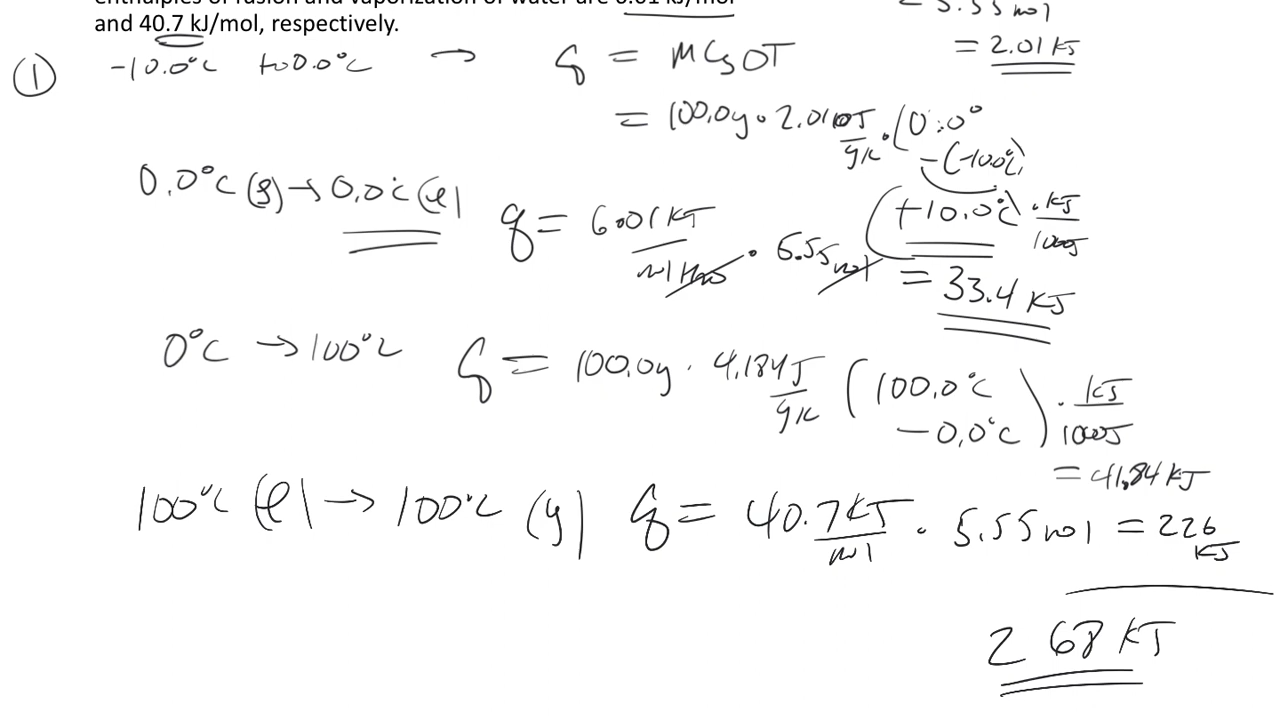 enthalpies of fusion and vaporization of water are 6.01 kJ/mol
and 40.7 kJ/mol, respectively.
= 5.55 mol
= 2.01 kJ
① -10.0°C to 0.0°C → q = m Cs ΔT
= 100.0g · 2.010 J/gK · (0.0° - (-10.0°C)
(+10.0°C) · kJ/1000J
0.0°C (s) → 0.0°C (l) q = 6.01 kJ/mol H₂O · 5.55 mol
= 33.4 kJ
0°C → 100°C q = 100.0g · 4.184 J/gK (100.0°C - 0.0°C) · kJ/1000J
= 41.84 kJ
100°C (l) → 100°C (g) q = 40.7 kJ/mol · 5.55 mol = 226 kJ
268 kJ